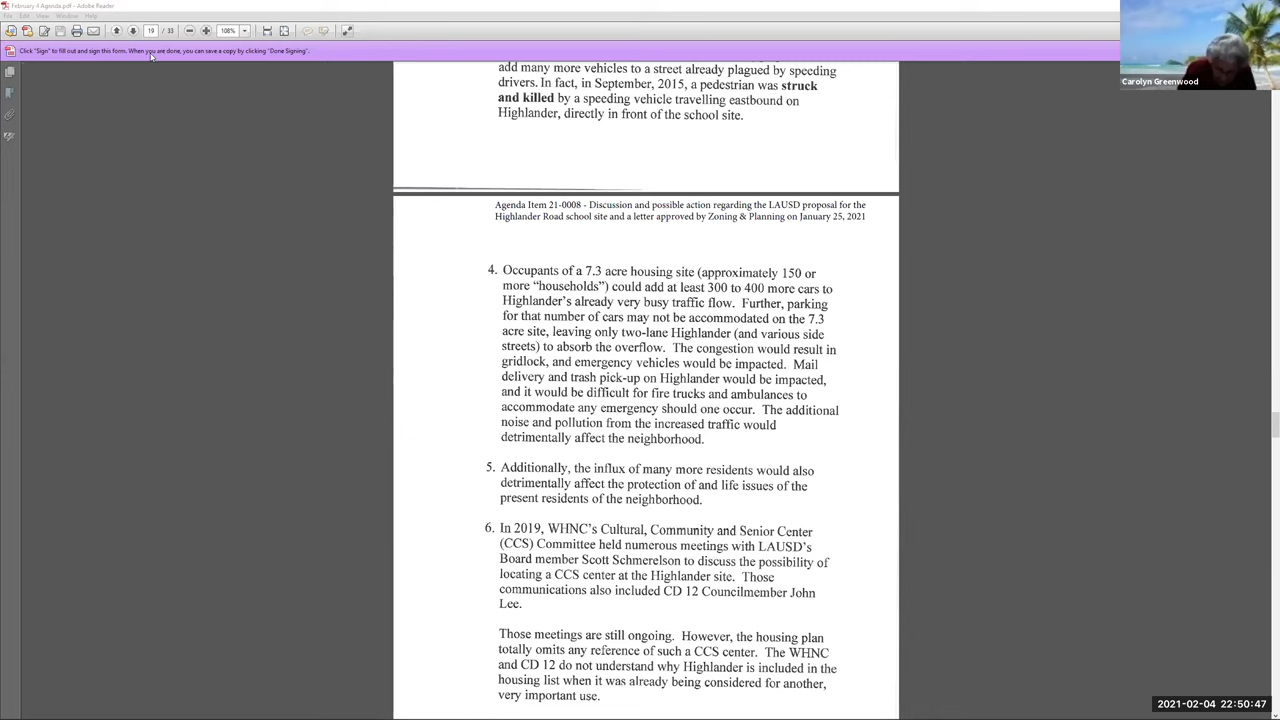 February 4 Agenda.pdf - Adobe Reader
File Edit View Window Help
19 / 33 108%
Click "Sign" to fill out and sign this form. When you are done, you can save a copy by clicking "Done Signing".
Carolyn Greenwood
add many more vehicles to a street already plagued by speeding
drivers. In fact, in September, 2015, a pedestrian was struck
and killed by a speeding vehicle travelling eastbound on
Highlander, directly in front of the school site.
Agenda Item 21-0008 - Discussion and possible action regarding the LAUSD proposal for the
Highlander Road school site and a letter approved by Zoning & Planning on January 25, 2021
4. Occupants of a 7.3 acre housing site (approximately 150 or
more "households") could add at least 300 to 400 more cars to
Highlander's already very busy traffic flow. Further, parking
for that number of cars may not be accommodated on the 7.3
acre site, leaving only two-lane Highlander (and various side
streets) to absorb the overflow. The congestion would result in
gridlock, and emergency vehicles would be impacted. Mail
delivery and trash pick-up on Highlander would be impacted,
and it would be difficult for fire trucks and ambulances to
accommodate any emergency should one occur. The additional
noise and pollution from the increased traffic would
detrimentally affect the neighborhood.
5. Additionally, the influx of many more residents would also
detrimentally affect the protection of and life issues of the
present residents of the neighborhood.
6. In 2019, WHNC's Cultural, Community and Senior Center
(CCS) Committee held numerous meetings with LAUSD's
Board member Scott Schmerelson to discuss the possibility of
locating a CCS center at the Highlander site. Those
communications also included CD 12 Councilmember John
Lee.
Those meetings are still ongoing. However, the housing plan
totally omits any reference of such a CCS center. The WHNC
and CD 12 do not understand why Highlander is included in the
housing list when it was already being considered for another,
very important use.
2021-02-04 22:50:47